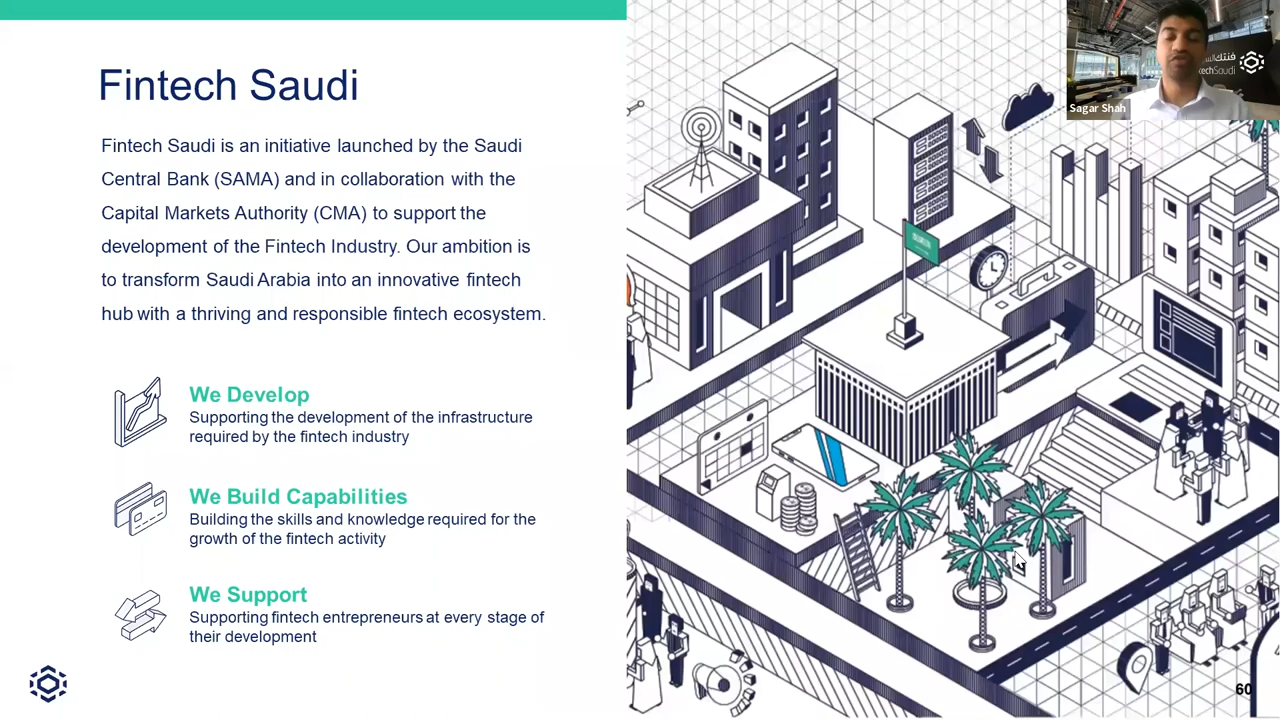 Fintech Saudi
Fintech Saudi is an initiative launched by the Saudi
Central Bank (SAMA) and in collaboration with the
Capital Markets Authority (CMA) to support the
development of the Fintech Industry. Our ambition is
to transform Saudi Arabia into an innovative fintech
hub with a thriving and responsible fintech ecosystem.
We Develop
Supporting the development of the infrastructure
required by the fintech industry
We Build Capabilities
Building the skills and knowledge required for the
growth of the fintech activity
We Support
Supporting fintech entrepreneurs at every stage of
their development
فنتك
Saudi
Sagar Shah
60